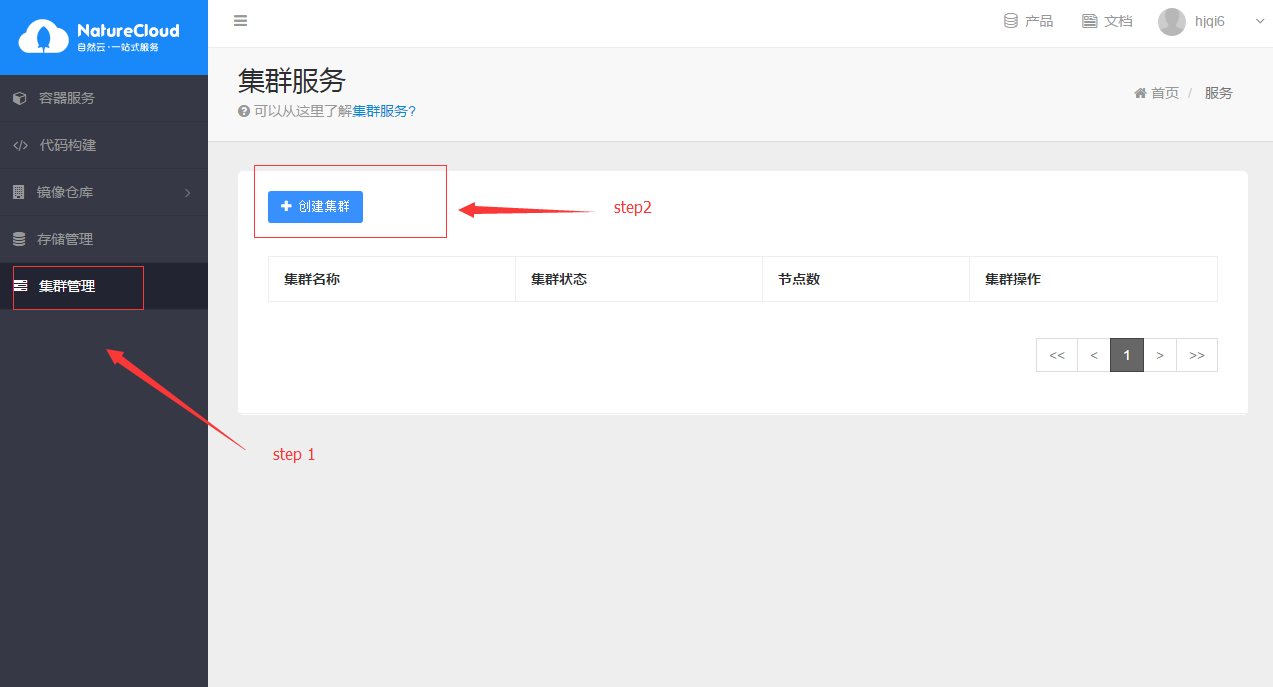 NatureCloud
自然云·一站式服务
产品
文档
hjqi6
容器服务
代码构建
镜像仓库
存储管理
集群管理
集群服务
可以从这里了解集群服务?
首页 / 服务
创建集群
step2
集群名称 集群状态 节点数 集群操作
<< < 1 > >>
step 1